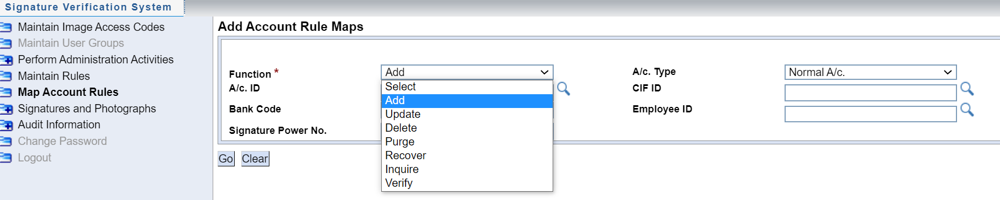 Signature Verification System
Maintain Image Access Codes
Maintain User Groups
Perform Administration Activities
Maintain Rules
Map Account Rules
Signatures and Photographs
Audit Information
Change Password
Logout
Add Account Rule Maps
Function * Add A/c. Type Normal A/c.
A/c. ID CIF ID
Bank Code Employee ID
Signature Power No.
Select
Add
Update
Delete
Purge
Recover
Inquire
Verify
Go Clear